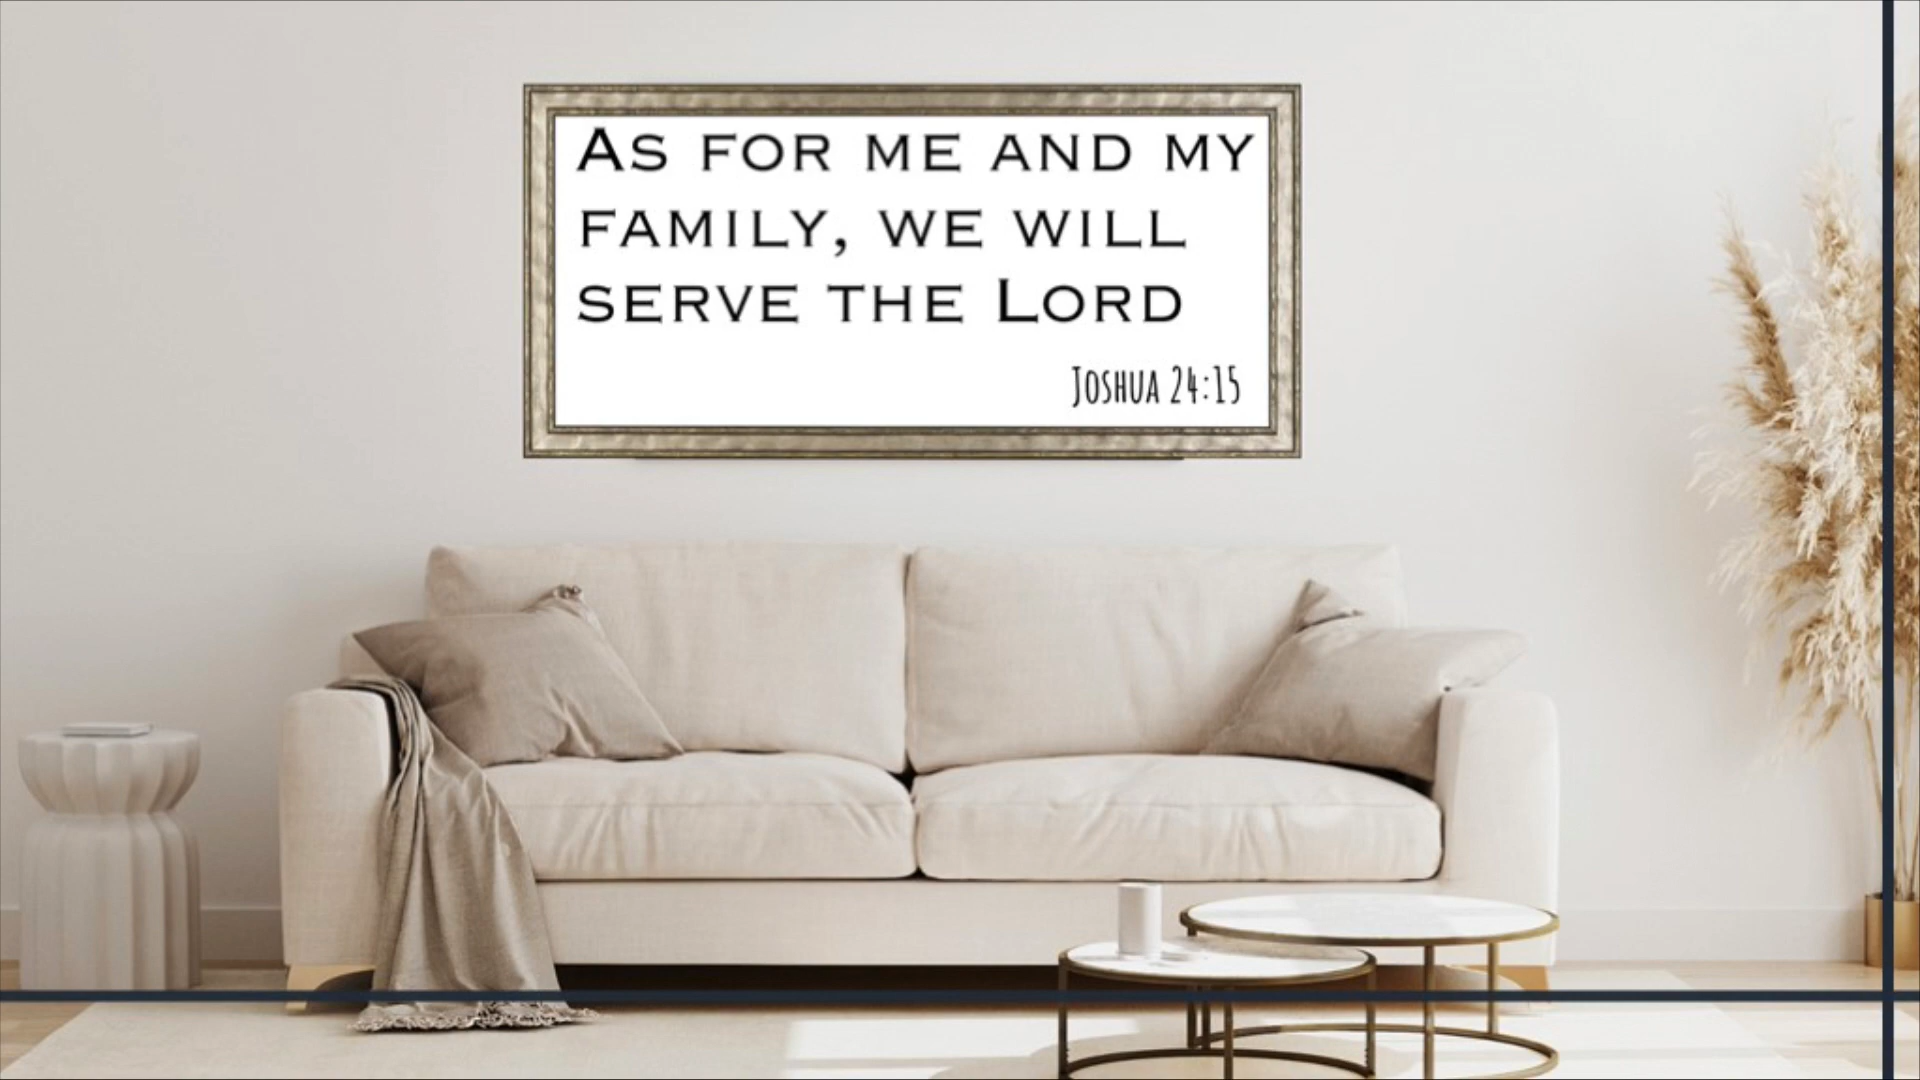 As for me and my
family, we will
serve the Lord
Joshua 24:15